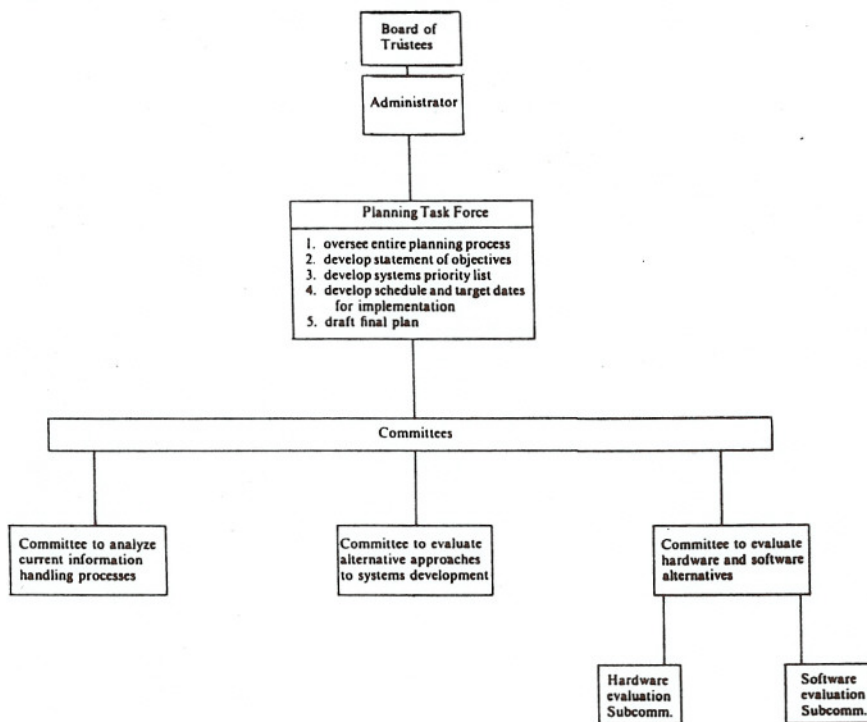 Board of
Trustees
Administrator
Planning Task Force
1. oversee entire planning process
2. develop statement of objectives
3. develop systems priority list
4. develop schedule and target dates
for implementation
5. draft final plan
Committees
Committee to analyze
current information
handling processes
Committee to evaluate
alternative approaches
to systems development
Committee to evaluate
hardware and software
alternatives
Hardware
evaluation
Subcomm.
Software
evaluation
Subcomm.